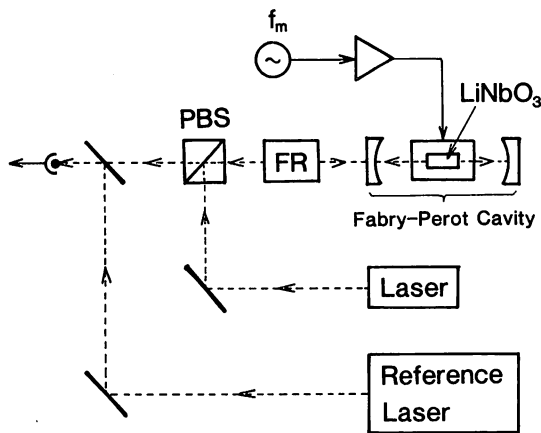 fm
LiNbO3
PBS
FR
Fabry-Perot Cavity
Laser
Reference
Laser